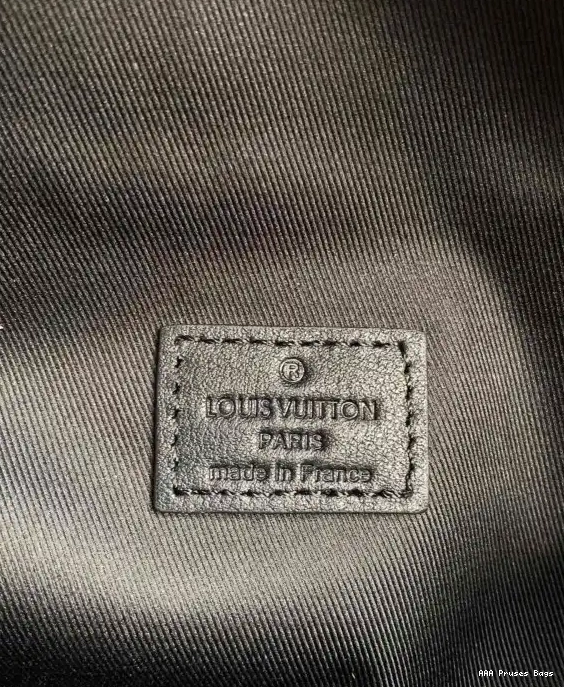 ®
LOUIS VUITTON
PARIS
made in France
AAA Pruses Bags